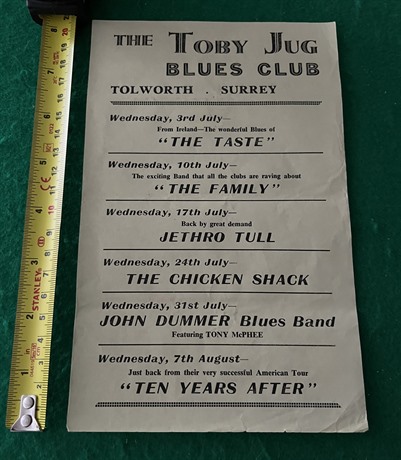 THE TOBY JUG
BLUES CLUB
TOLWORTH . SURREY
Wednesday, 3rd July—
From Ireland—The wonderful Blues of
"THE TASTE"
Wednesday, 10th July—
The exciting Band that all the clubs are raving about
"THE FAMILY"
Wednesday, 17th July—
Back by great demand
JETHRO TULL
Wednesday, 24th July—
THE CHICKEN SHACK
Wednesday, 31st July—
JOHN DUMMER Blues Band
Featuring TONY McPHEE
Wednesday, 7th August—
Just back from their very successful American Tour
"TEN YEARS AFTER"
STANLEY